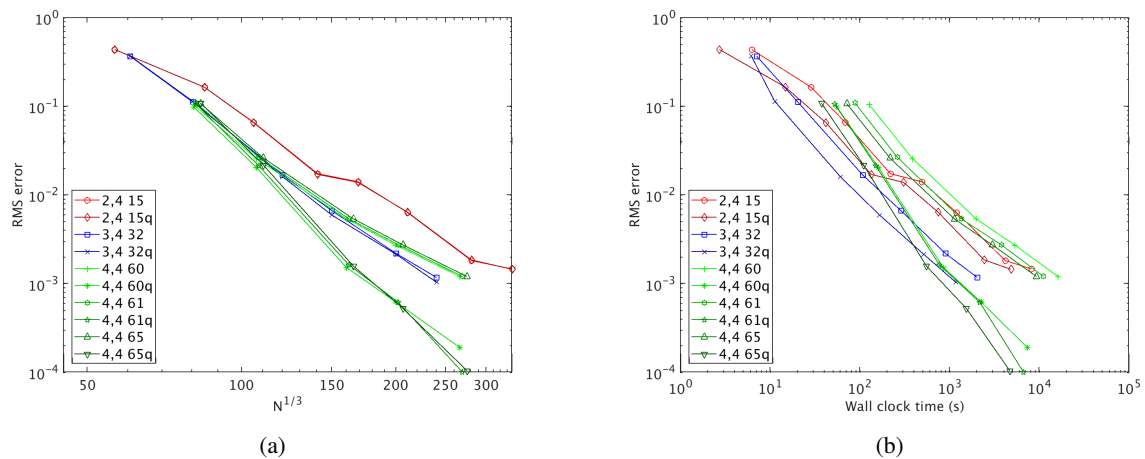 10^0
10^-1
10^-2
10^-3
10^-4
RMS error
2,4 15
2,4 15q
3,4 32
3,4 32q
4,4 60
4,4 60q
4,4 61
4,4 61q
4,4 65
4,4 65q
50 100 150 200 300
N^1/3
(a)
10^0
10^-1
10^-2
10^-3
10^-4
RMS error
2,4 15
2,4 15q
3,4 32
3,4 32q
4,4 60
4,4 60q
4,4 61
4,4 61q
4,4 65
4,4 65q
10^0 10^1 10^2 10^3 10^4 10^5
Wall clock time (s)
(b)